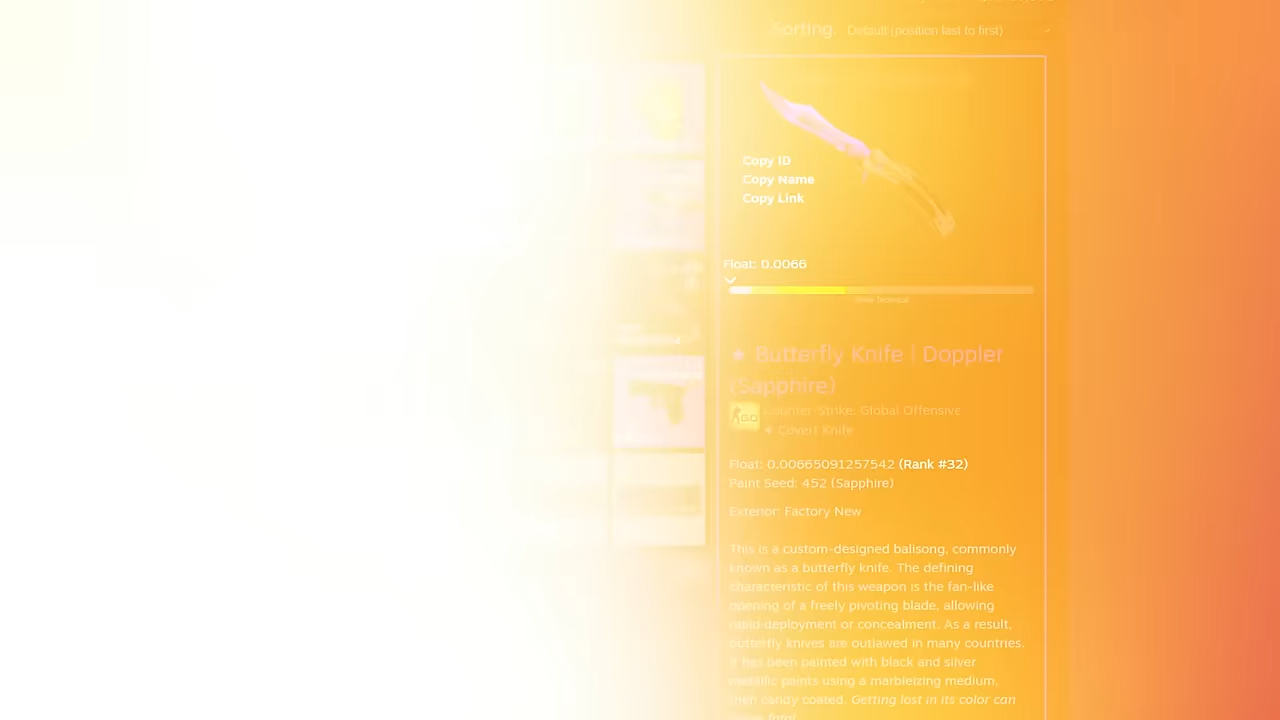 Sorting. Default (position last to first)
Copy ID
Copy Name
Copy Link
Float: 0.0066
★ Butterfly Knife | Doppler
(Sapphire)
Counter-Strike: Global Offensive
★ Covert Knife
Float: 0.00665091257542 (Rank #32)
Paint Seed: 452 (Sapphire)
Exterior: Factory New
This is a custom-designed balisong, commonly
known as a butterfly knife. The defining
characteristic of this weapon is the fan-like
opening of a freely pivoting blade, allowing
rapid deployment or concealment. As a result,
butterfly knives are outlawed in many countries.
It has been painted with black and silver
metallic paints using a marbleizing medium,
then candy coated. Getting lost in its color can